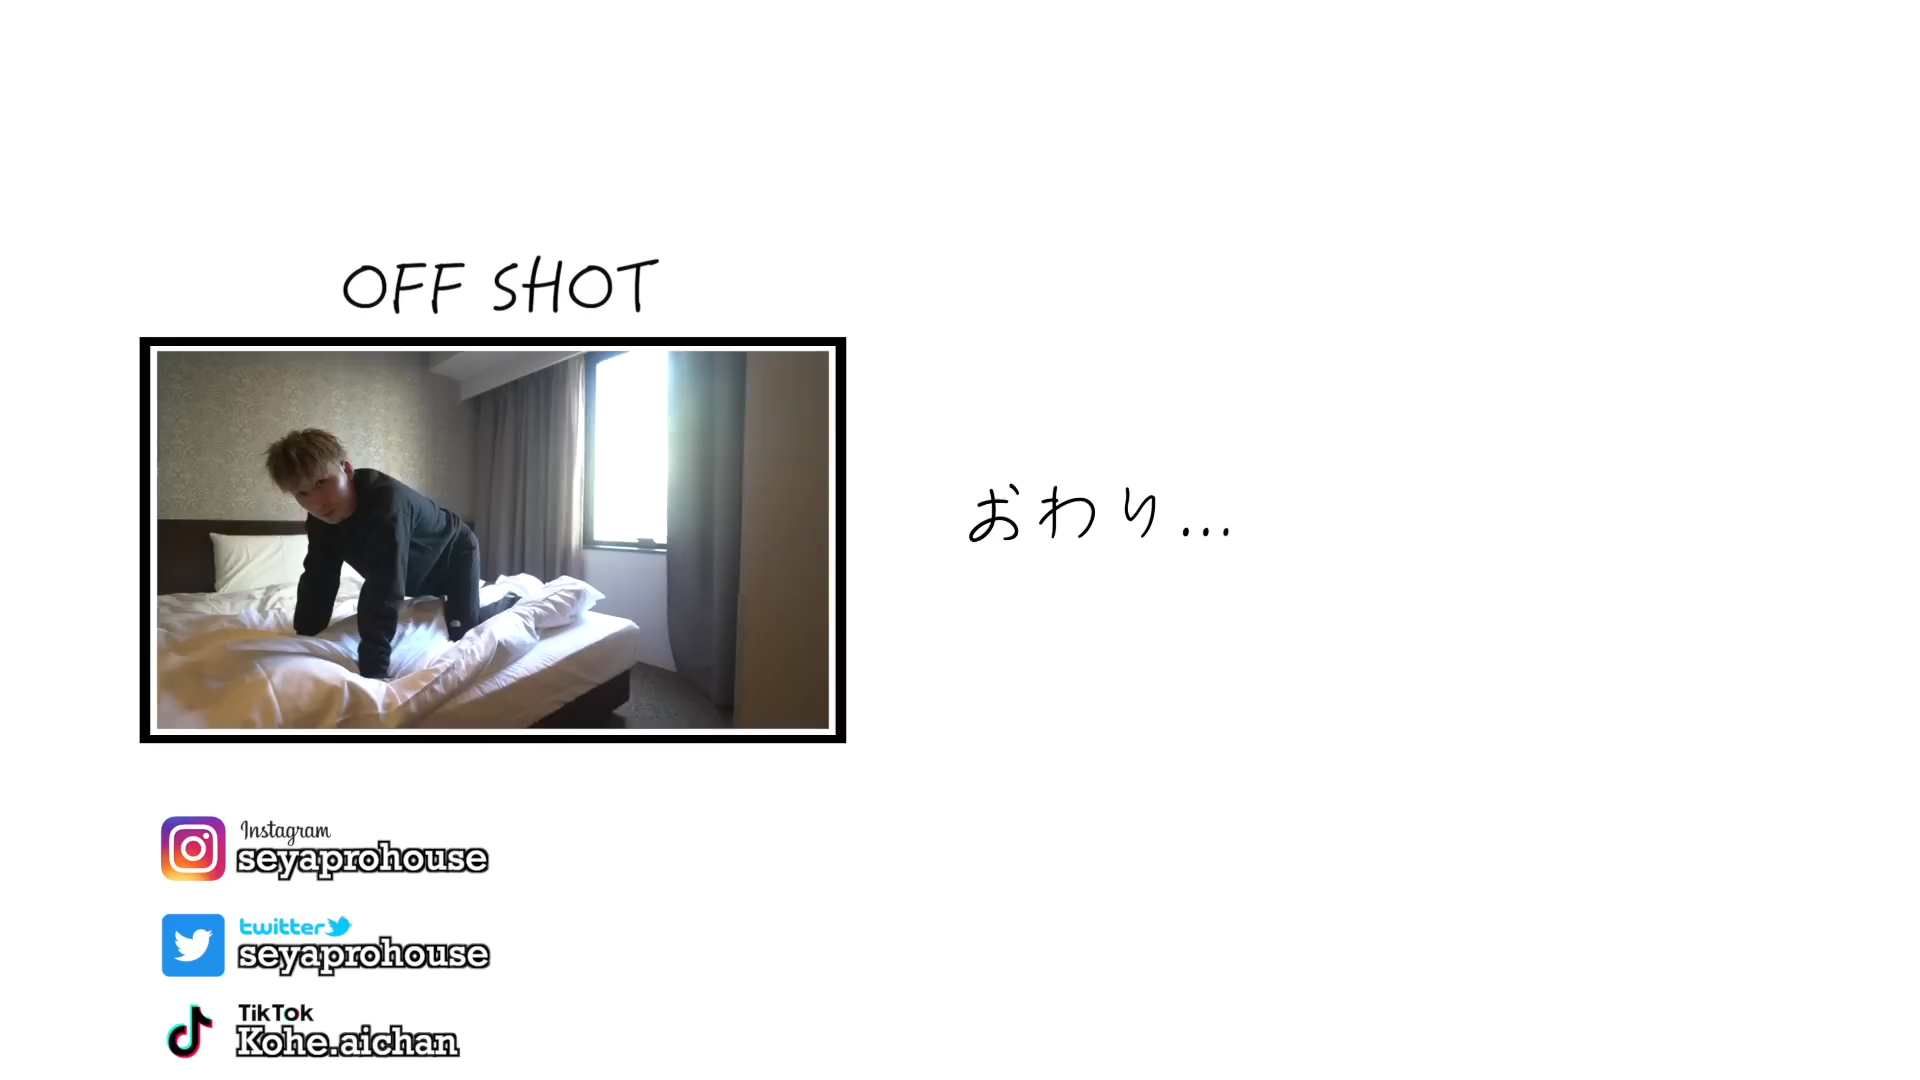 OFF SHOT
おわり...
Instagram
seyaprohouse
twitter
seyaprohouse
TikTok
Kohe.aichan